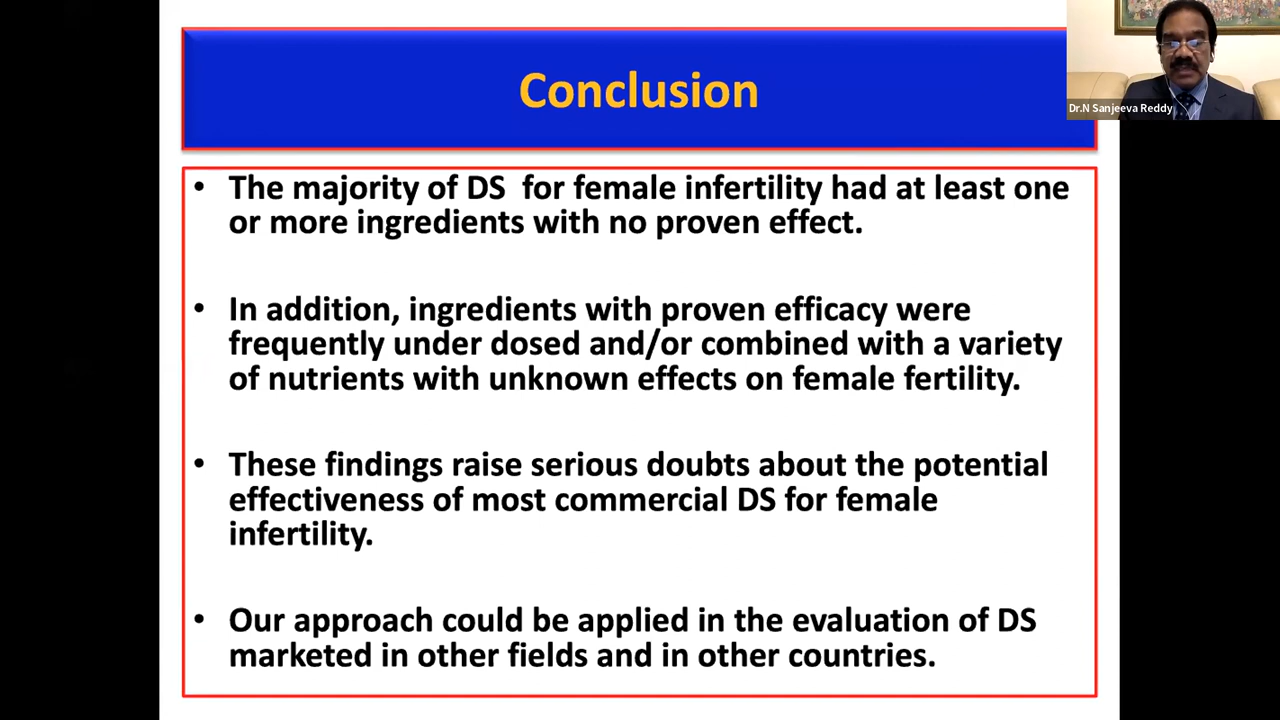 Conclusion
Dr.N Sanjeeva Reddy
• The majority of DS for female infertility had at least one
or more ingredients with no proven effect.
• In addition, ingredients with proven efficacy were
frequently under dosed and/or combined with a variety
of nutrients with unknown effects on female fertility.
• These findings raise serious doubts about the potential
effectiveness of most commercial DS for female
infertility.
• Our approach could be applied in the evaluation of DS
marketed in other fields and in other countries.